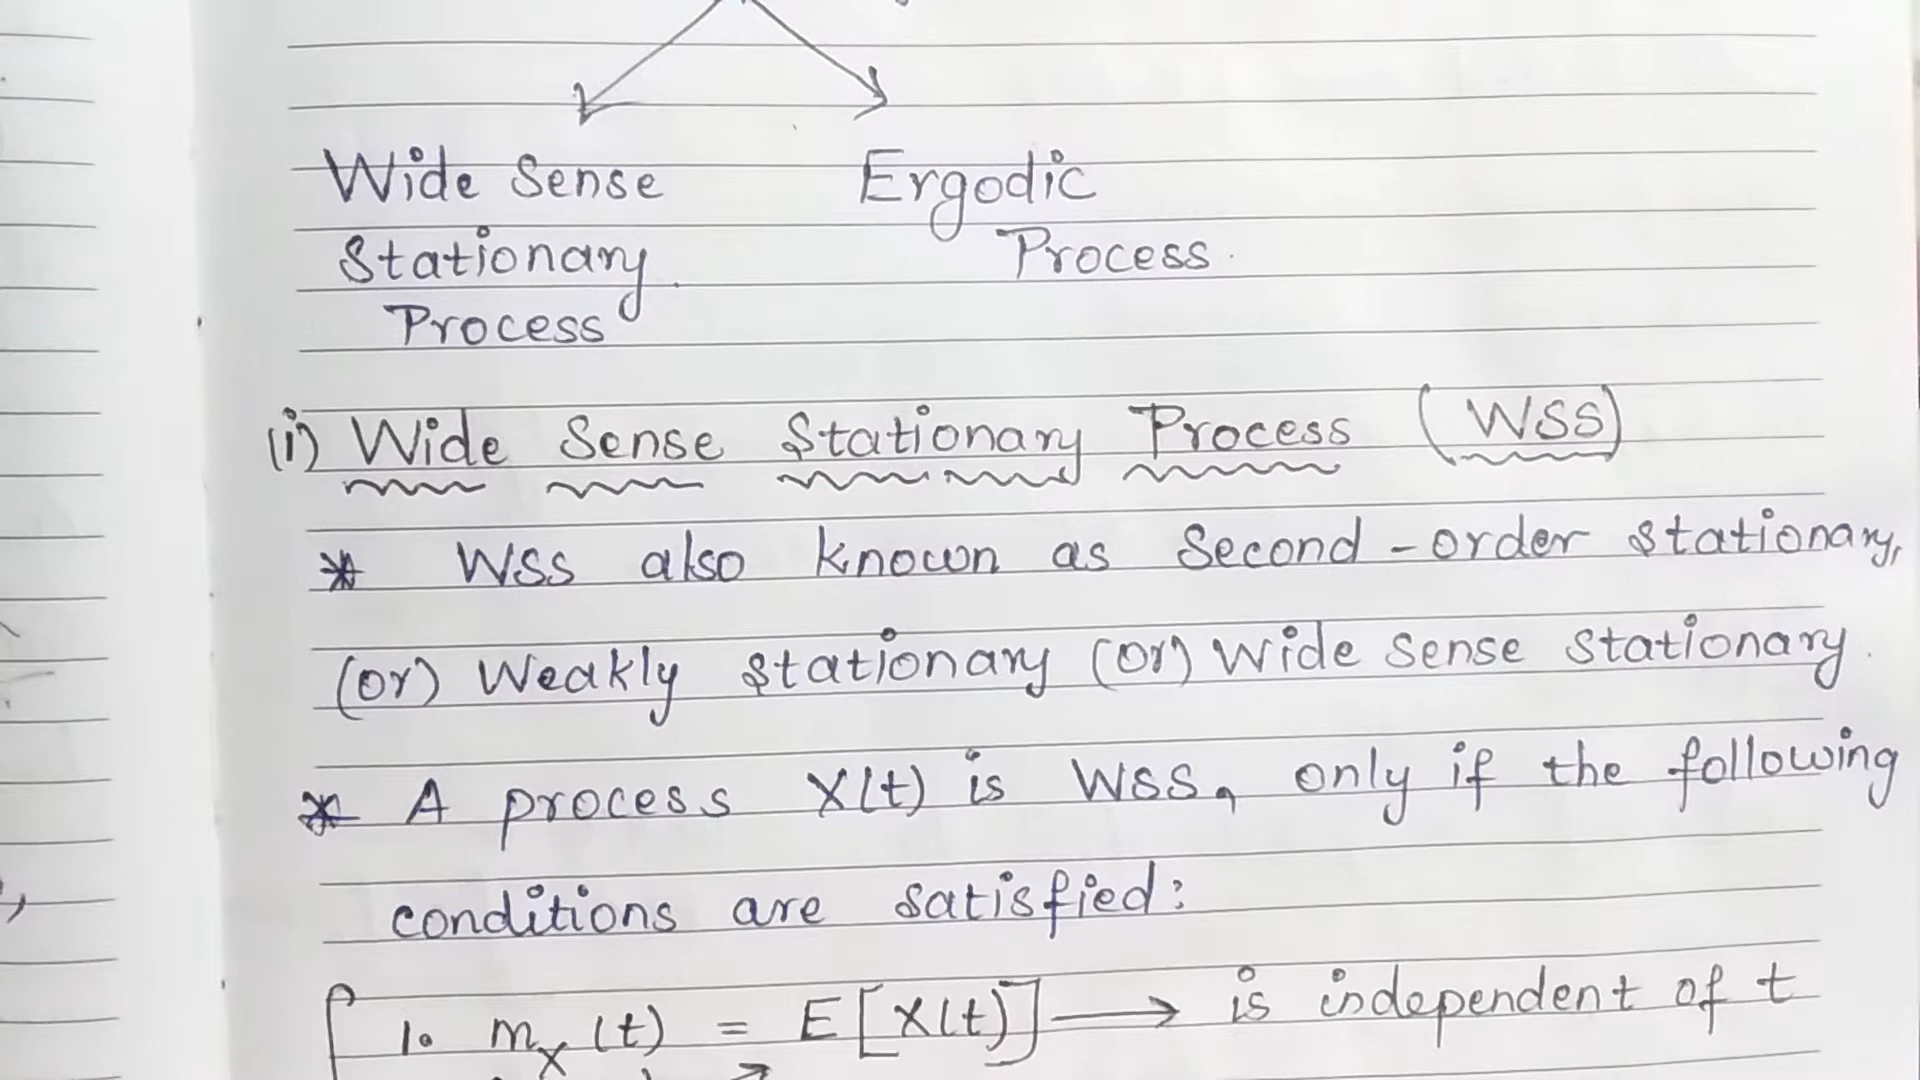 Wide Sense Ergodic
Stationary Process.
Process
(i) Wide Sense Stationary Process (WSS)
* WSS also known as Second-order stationary,
(or) Weakly stationary (or) Wide Sense Stationary.
* A process X(t) is WSS, only if the following
conditions are satisfied:
1. m_X (t) = E[X(t)] → is independent of t